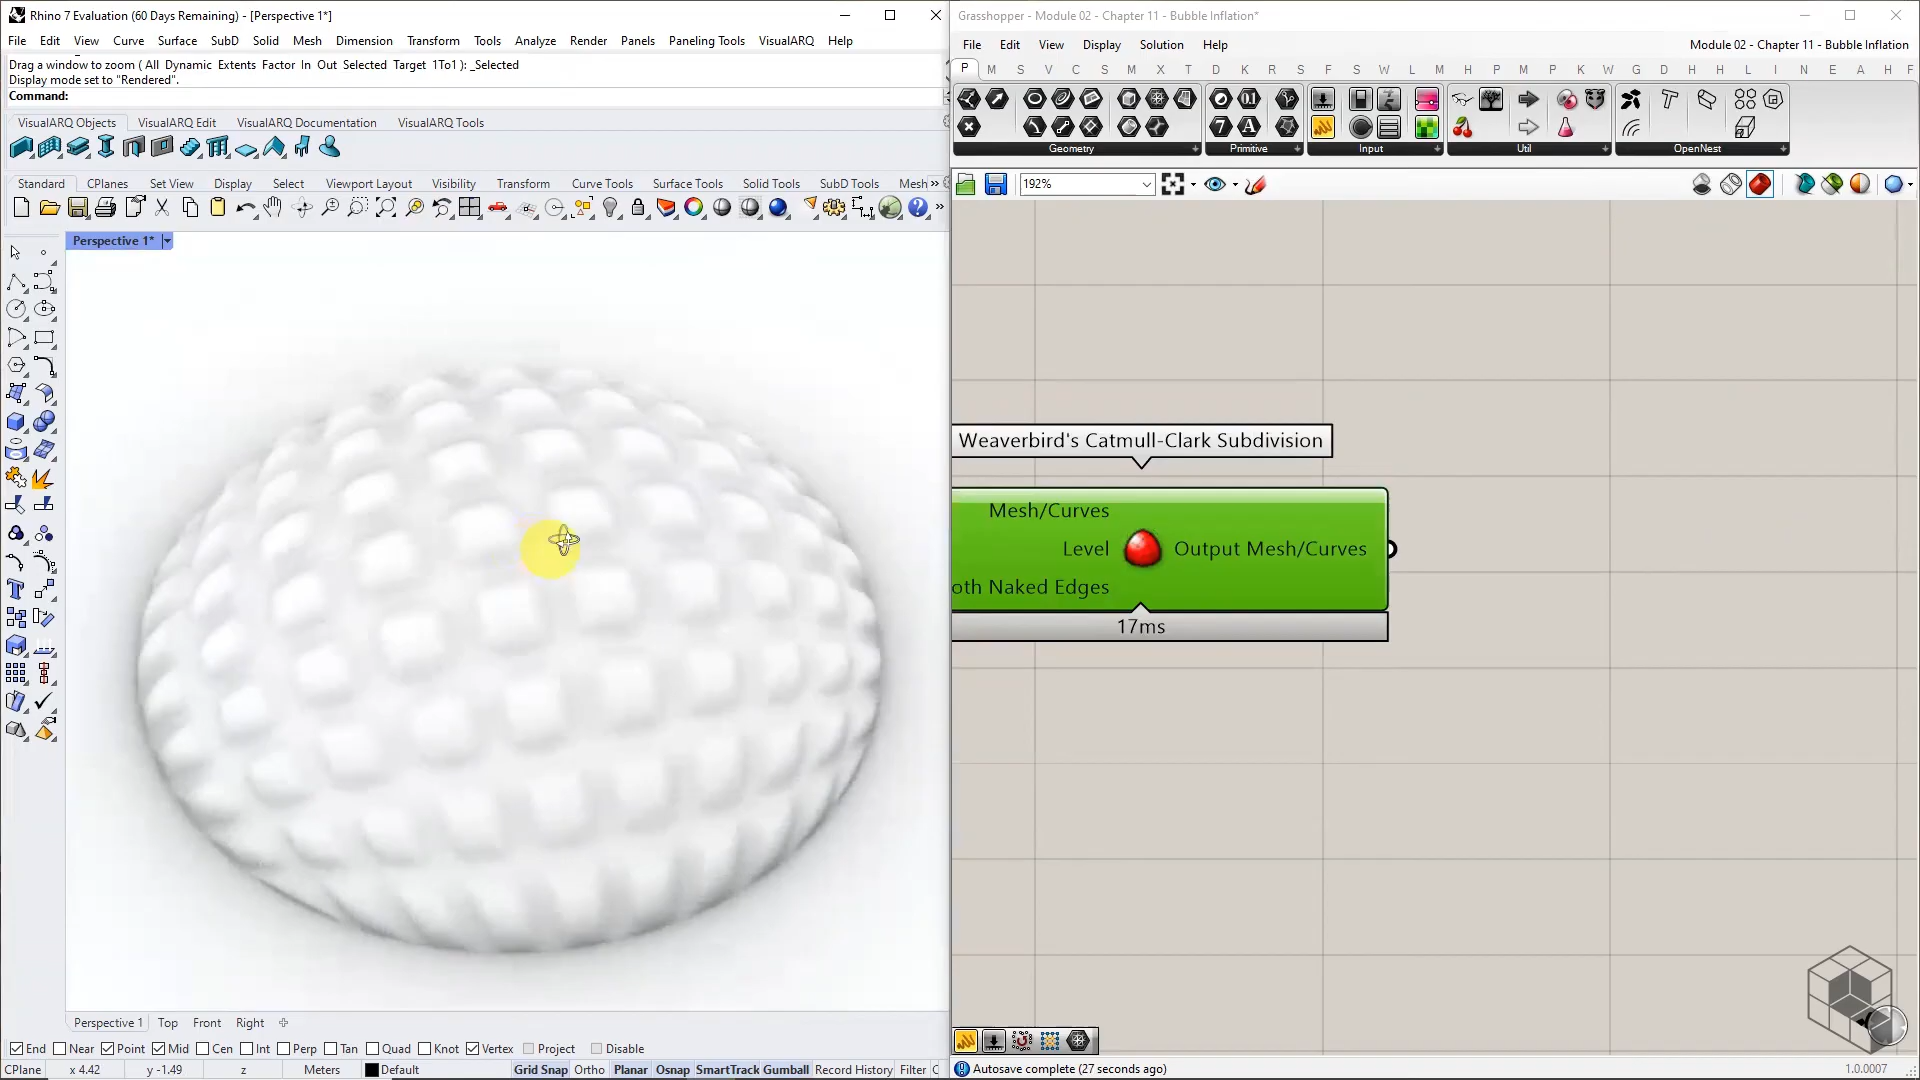 Rhino 7 Evaluation (60 Days Remaining) - [Perspective 1*]
File Edit View Curve Surface SubD Solid Mesh Dimension Transform Tools Analyze Render Panels Paneling Tools VisualARQ Help
Drag a window to zoom ( All Dynamic Extents Factor In Out Selected Target 1To1 ): _Selected
Display mode set to "Rendered".
Command:
VisualARQ Objects VisualARQ Edit VisualARQ Documentation VisualARQ Tools
Standard CPlanes Set View Display Select Viewport Layout Visibility Transform Curve Tools Surface Tools Solid Tools SubD Tools Mesh »
Perspective 1*
Perspective 1 Top Front Right
End Near Point Mid Cen Int Perp Tan Quad Knot Vertex Project Disable
CPlane x 4.42 y -1.49 z Meters Default Grid Snap Ortho Planar Osnap SmartTrack Gumball Record History Filter C
Grasshopper - Module 02 - Chapter 11 - Bubble Inflation*
File Edit View Display Solution Help Module 02 - Chapter 11 - Bubble Inflation
P M S V C S M X T D K R S F S W L M H P M P K W G D H H L I N E A H F
Geometry Primitive Input Util OpenNest
192%
Weaverbird's Catmull-Clark Subdivision
Mesh/Curves
Level Output Mesh/Curves
oth Naked Edges
17ms
Autosave complete (27 seconds ago) 1.0.0007